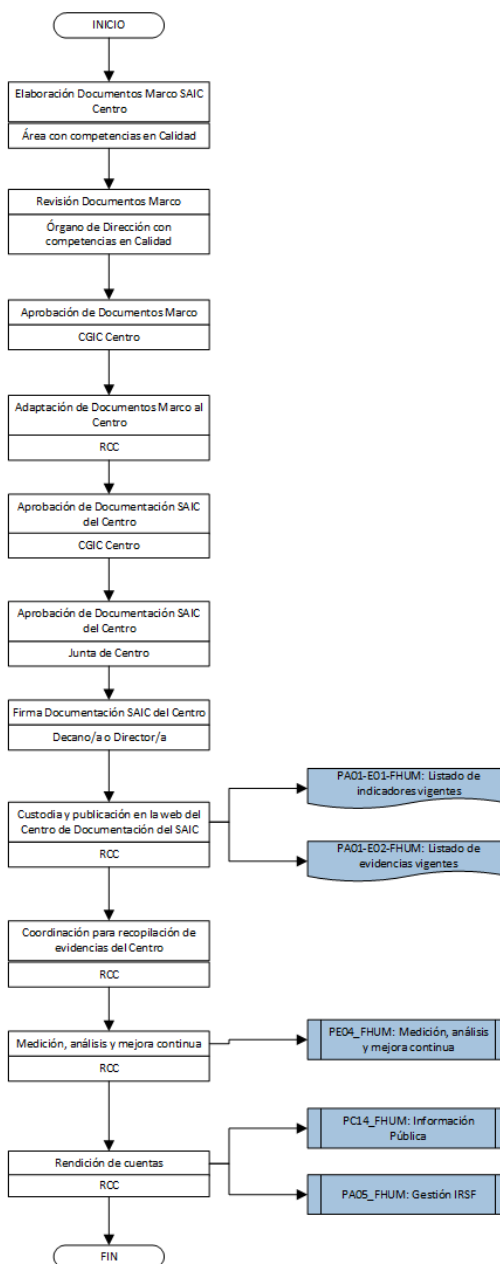 INICIO
Elaboración Documentos Marco SAIC
Centro
Área con competencias en Calidad
Revisión Documentos Marco
Órgano de Dirección con
competencias en Calidad
Aprobación de Documentos Marco
CGIC Centro
Adaptación de Documentos Marco al
Centro
RCC
Aprobación de Documentación SAIC
del Centro
CGIC Centro
Aprobación de Documentación SAIC
del Centro
Junta de Centro
Firma Documentación SAIC del Centro
Decano/a o Director/a
Custodia y publicación en la web del
Centro de Documentación del SAIC
RCC
PA01-E01-FHUM: Listado de
indicadores vigentes
PA01-E02-FHUM: Listado de
evidencias vigentes
Coordinación para recopilación de
evidencias del Centro
RCC
Medición, análisis y mejora continua
RCC
PE04_FHUM: Medición, análisis
y mejora continua
Rendición de cuentas
RCC
PC14_FHUM: Información
Pública
PA05_FHUM: Gestión IRSF
FIN